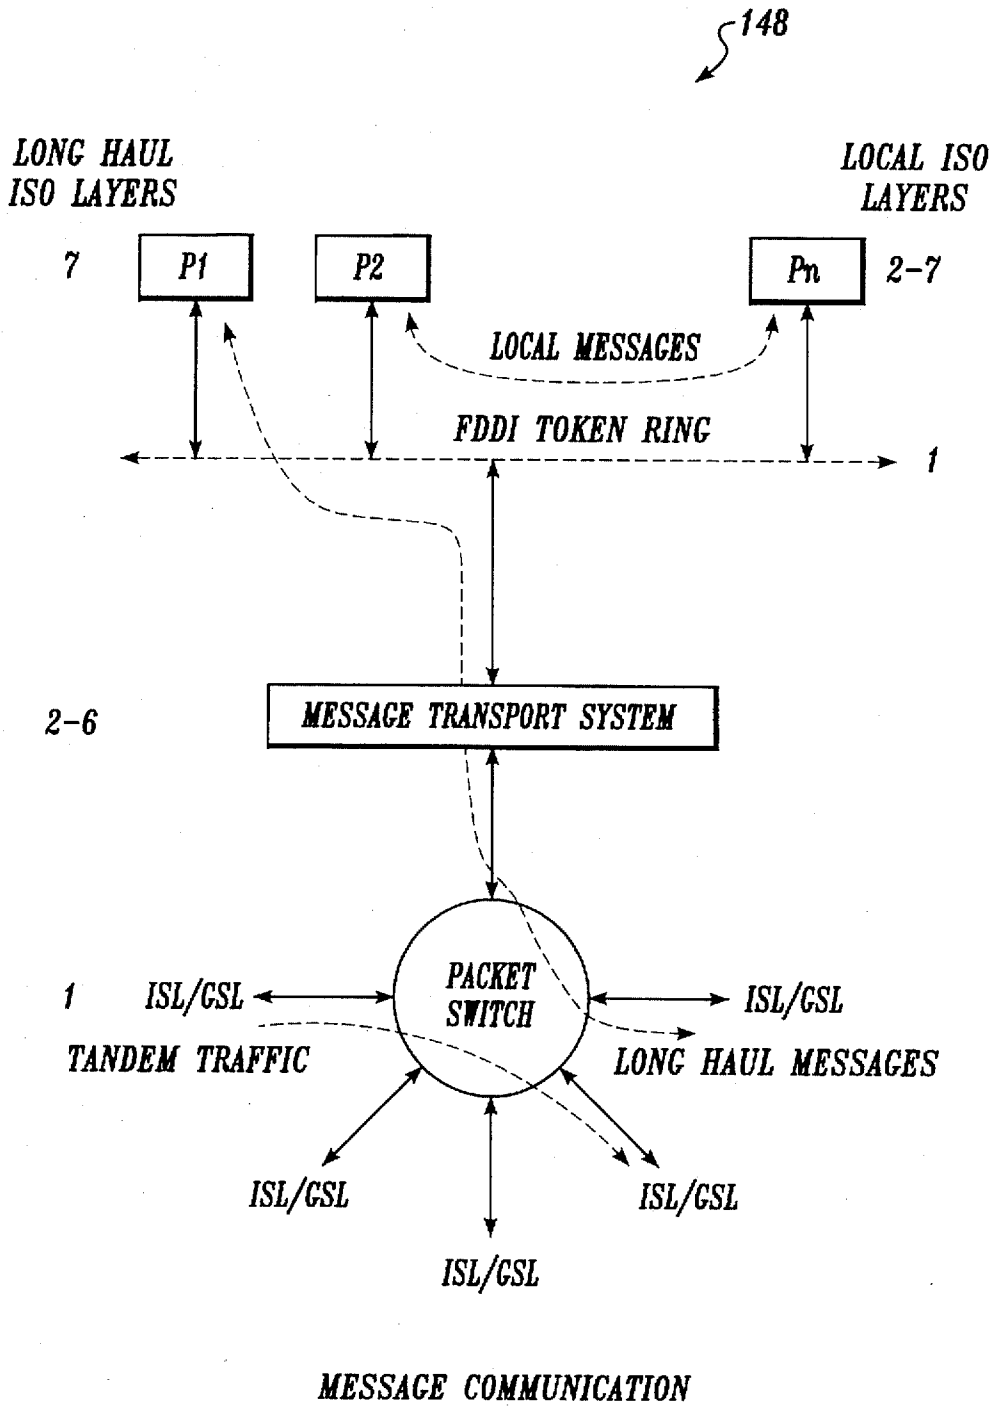 148
LONG HAUL
ISO LAYERS
LOCAL ISO
LAYERS
7
P1
P2
Pn
2-7
LOCAL MESSAGES
FDDI TOKEN RING
1
2-6
MESSAGE TRANSPORT SYSTEM
PACKET
SWITCH
1
ISL/GSL
ISL/GSL
TANDEM TRAFFIC
LONG HAUL MESSAGES
ISL/GSL
ISL/GSL
ISL/GSL
MESSAGE COMMUNICATION